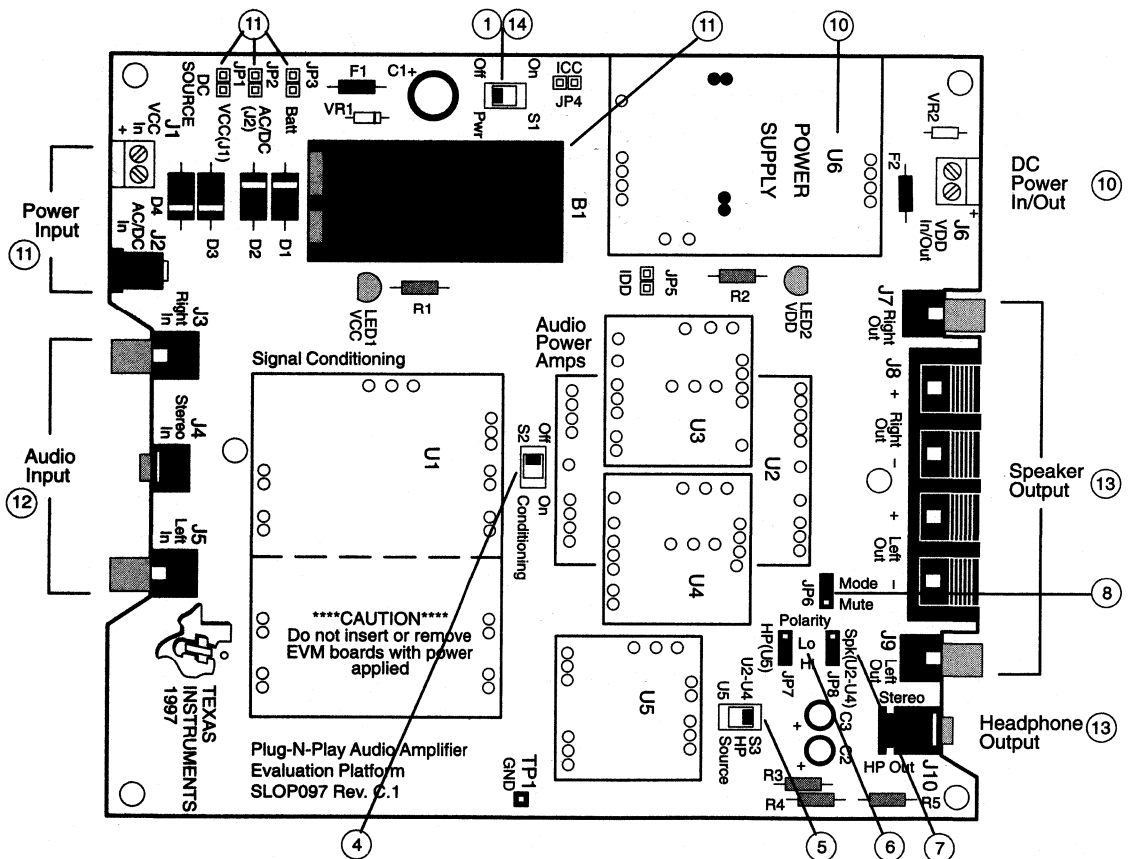 11
1
14
11
10
DC
SOURCE
JP1
VCC(J1)
JP2
AC/DC
(J2)
JP3
Batt
F1
VR1
C1+
Off
On
Pwr
S1
ICC
JP4
POWER
SUPPLY
U6
VR2
F2
J1
VCC
In
+
DC
Power
In/Out
10
J6
VDD
In/Out
+
Power
Input
11
D4
AC/DC
In
J2
D3
D2
D1
B1
LED1
VCC
R1
IDD
JP5
R2
LED2
VDD
J3
Right
In
J7
Right
Out
Audio
Power
Amps
Signal Conditioning
U1
S2
Off
On
Conditioning
U3
U2
U4
J8
+
Right
Out
−
+
Left
Out
−
Speaker
Output
13
Audio
Input
12
J4
Stereo
In
J5
Left
In
JP6
Mode
Mute
8
****CAUTION****
Do not insert or remove
EVM boards with power
applied
Polarity
HP(U5)
Lo
Hi
JP7
JP8
Spk(U2-U4)
J9
Left
Out
TEXAS
INSTRUMENTS
1997
U5
U2-U4
U5
S3
HP
Source
+
C3
C2
+
Stereo
HP Out
J10
Headphone
Output
13
Plug-N-Play Audio Amplifier
Evaluation Platform
SLOP097 Rev. C.1
TP1
GND
R3
R4
R5
4
5
6
7